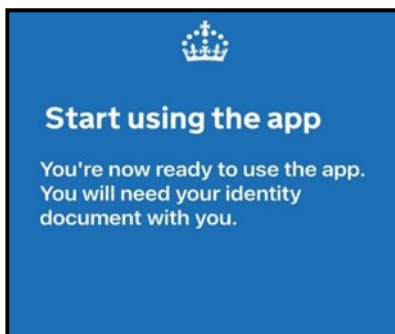 Start using the app
You're now ready to use the app.
You will need your identity
document with you.